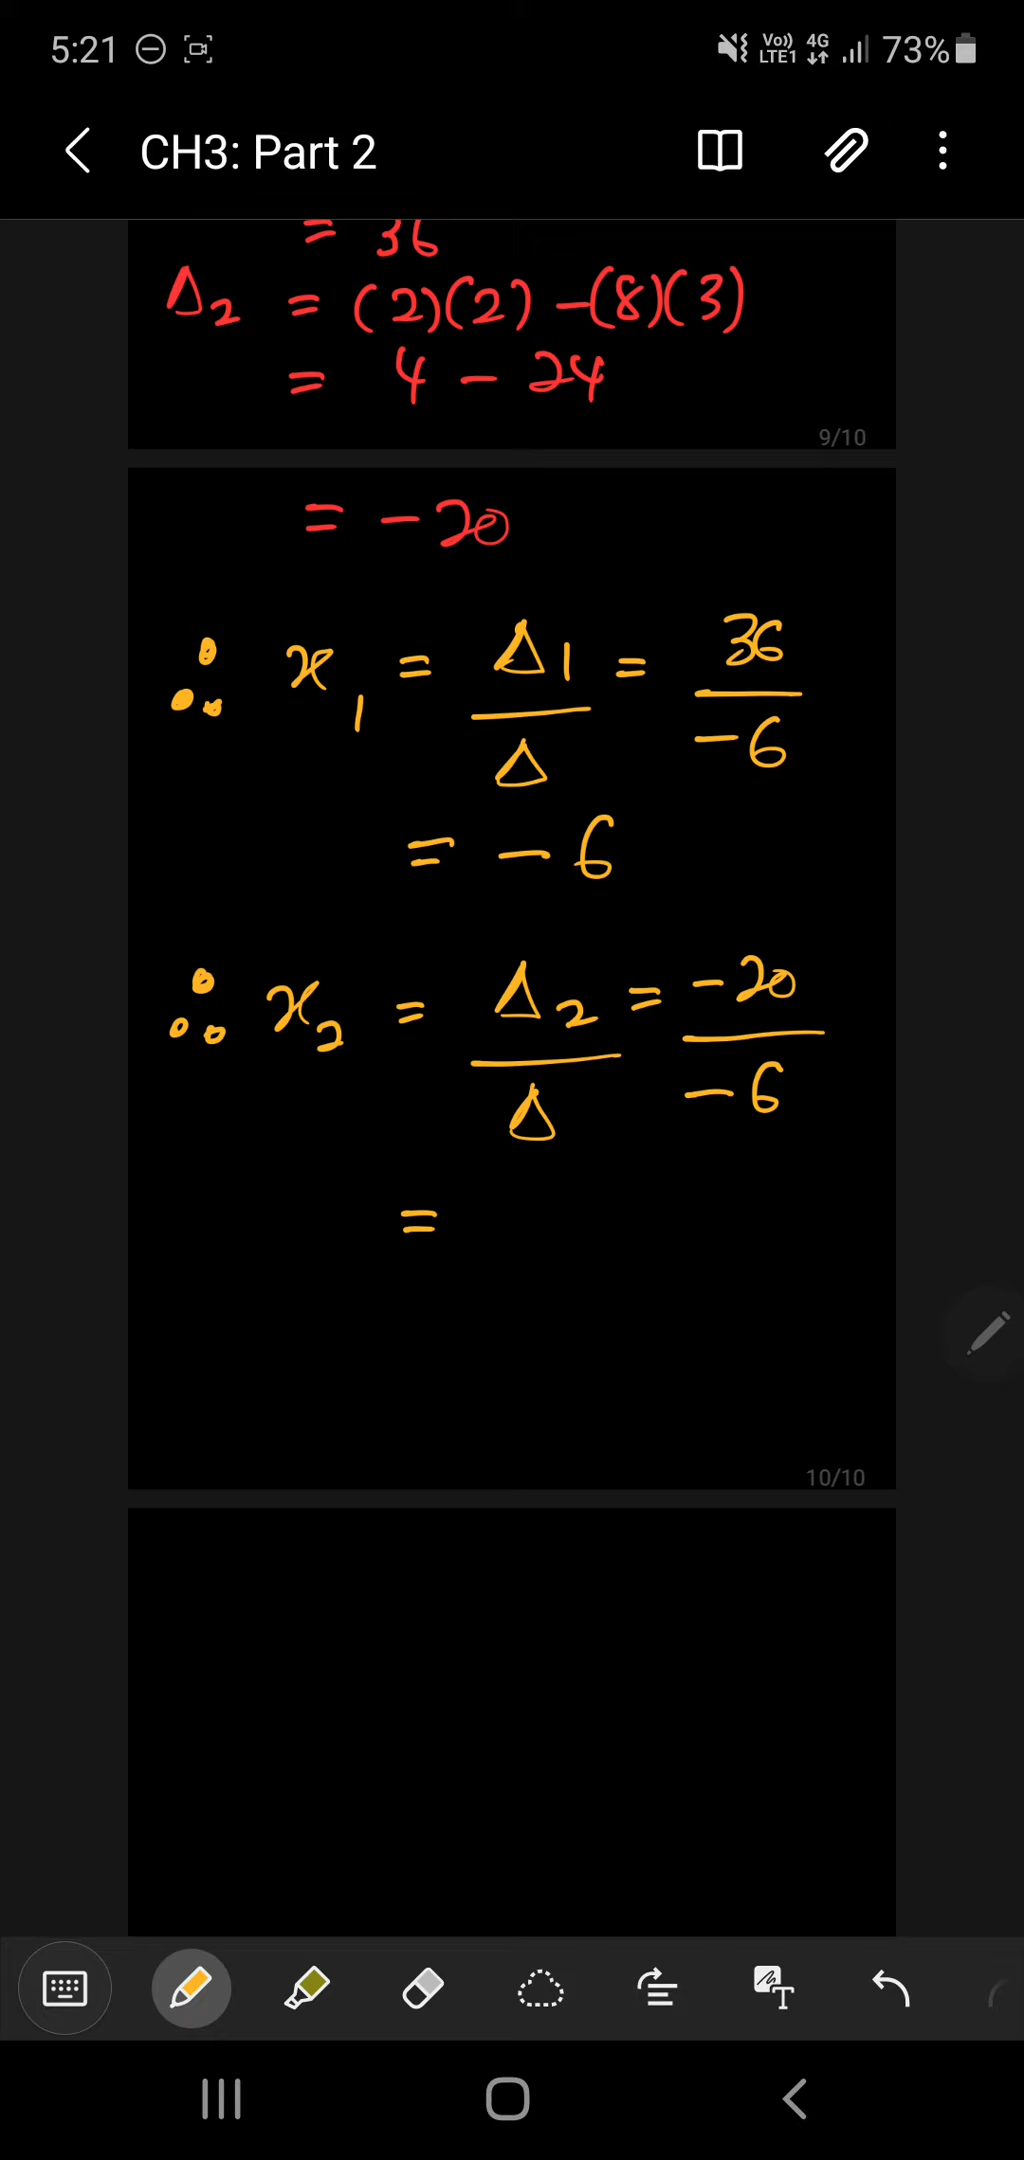 5:21 Vo)) LTE1 4G 73%
CH3: Part 2
= 36
Δ₂ = (2)(2) -(8)(3)
= 4 - 24
9/10
= - 20
∴ x₁ = Δ₁/Δ = 36/-6
= - 6
∴ x₂ = Δ₂/Δ = -20/-6
=
10/10
T